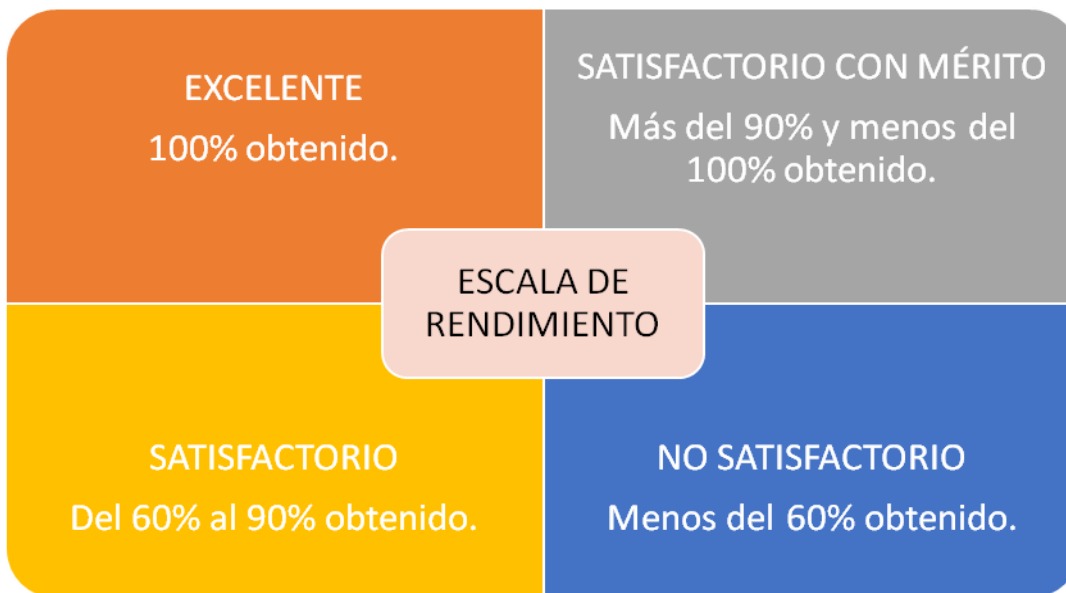 EXCELENTE
100% obtenido.
SATISFACTORIO CON MÉRITO
Más del 90% y menos del
100% obtenido.
ESCALA DE
RENDIMIENTO
SATISFACTORIO
Del 60% al 90% obtenido.
NO SATISFACTORIO
Menos del 60% obtenido.